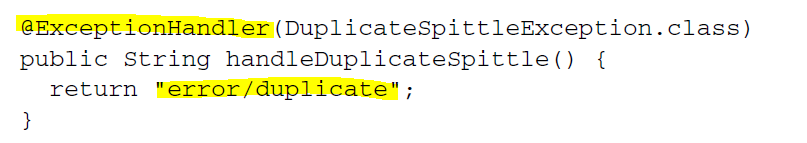 @ExceptionHandler(DuplicateSpittleException.class)
public String handleDuplicateSpittle() {
  return "error/duplicate";
}